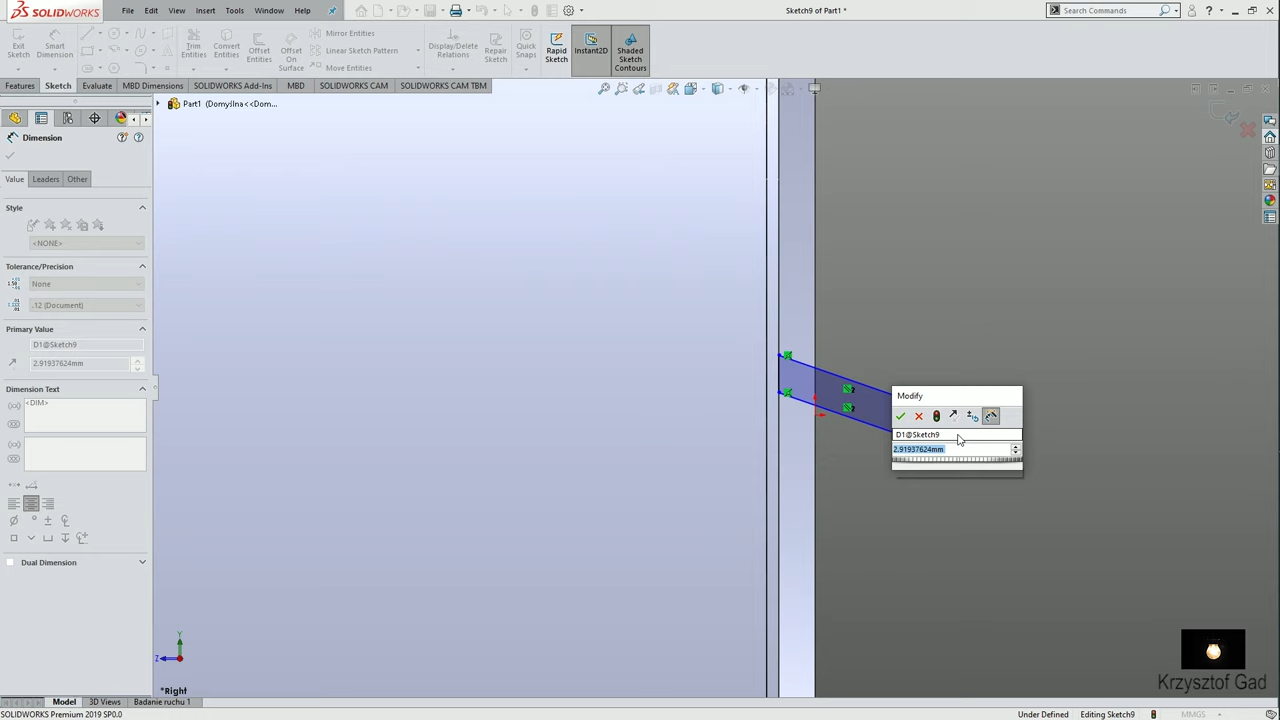 SOLIDWORKS
File
Edit
View
Insert
Tools
Window
Help
Sketch9 of Part1 *
Search Commands
Exit Sketch
Smart Dimension
Trim Entities
Convert Entities
Offset Entities
Offset On Surface
Mirror Entities
Linear Sketch Pattern
Move Entities
Display/Delete Relations
Repair Sketch
Quick Snaps
Rapid Sketch
Instant2D
Shaded Sketch Contours
Features
Sketch
Evaluate
MBD Dimensions
SOLIDWORKS Add-Ins
MBD
SOLIDWORKS CAM
SOLIDWORKS CAM TBM
Part1 (Domyślna<<Dom...
Dimension
Value
Leaders
Other
Style
<NONE>
Tolerance/Precision
None
.12 (Document)
Primary Value
D1@Sketch9
2.91937624mm
Dimension Text
<DIM>
Dual Dimension
Modify
D1@Sketch9
2.91937624mm
Y
Z
*Right
Krzysztof Gad
Model
3D Views
Badanie ruchu 1
SOLIDWORKS Premium 2019 SP0.0
Under Defined
Editing Sketch9
MMGS